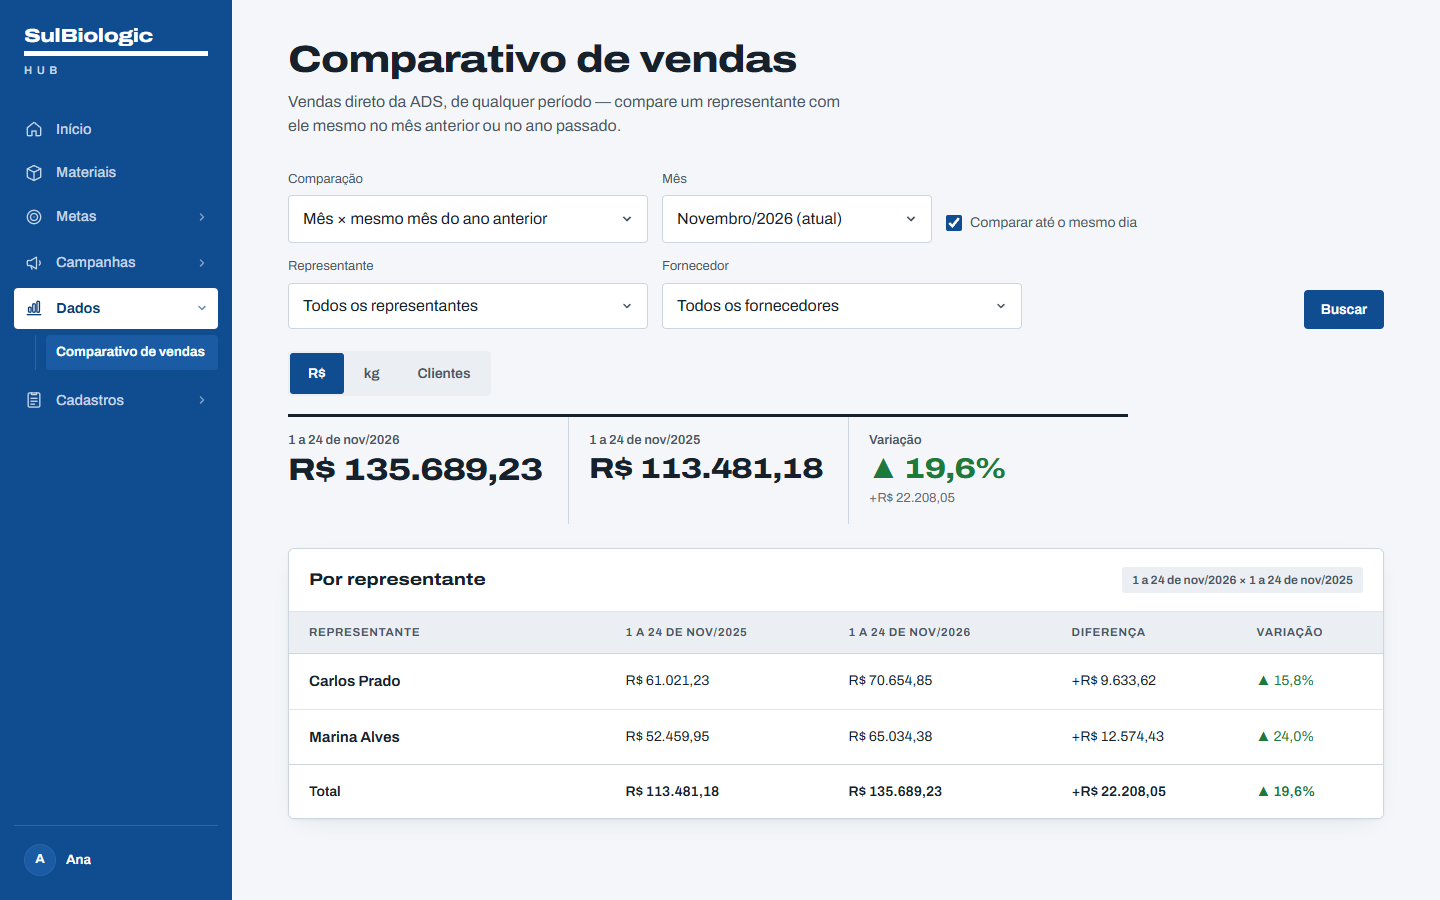 SulBiologic
HUB
Início
Materiais
Metas
Campanhas
Dados
Comparativo de vendas
Cadastros
A
Ana
Comparativo de vendas
Vendas direto da ADS, de qualquer período — compare um representante com
ele mesmo no mês anterior ou no ano passado.
Comparação
Mês
Mês × mesmo mês do ano anterior
Novembro/2026 (atual)
Comparar até o mesmo dia
Representante
Fornecedor
Todos os representantes
Todos os fornecedores
Buscar
R$
kg
Clientes
1 a 24 de nov/2026
R$ 135.689,23
1 a 24 de nov/2025
R$ 113.481,18
Variação
▲ 19,6%
+R$ 22.208,05
Por representante
1 a 24 de nov/2026 × 1 a 24 de nov/2025
REPRESENTANTE 1 A 24 DE NOV/2025 1 A 24 DE NOV/2026 DIFERENÇA VARIAÇÃO
Carlos Prado R$ 61.021,23 R$ 70.654,85 +R$ 9.633,62 ▲ 15,8%
Marina Alves R$ 52.459,95 R$ 65.034,38 +R$ 12.574,43 ▲ 24,0%
Total R$ 113.481,18 R$ 135.689,23 +R$ 22.208,05 ▲ 19,6%